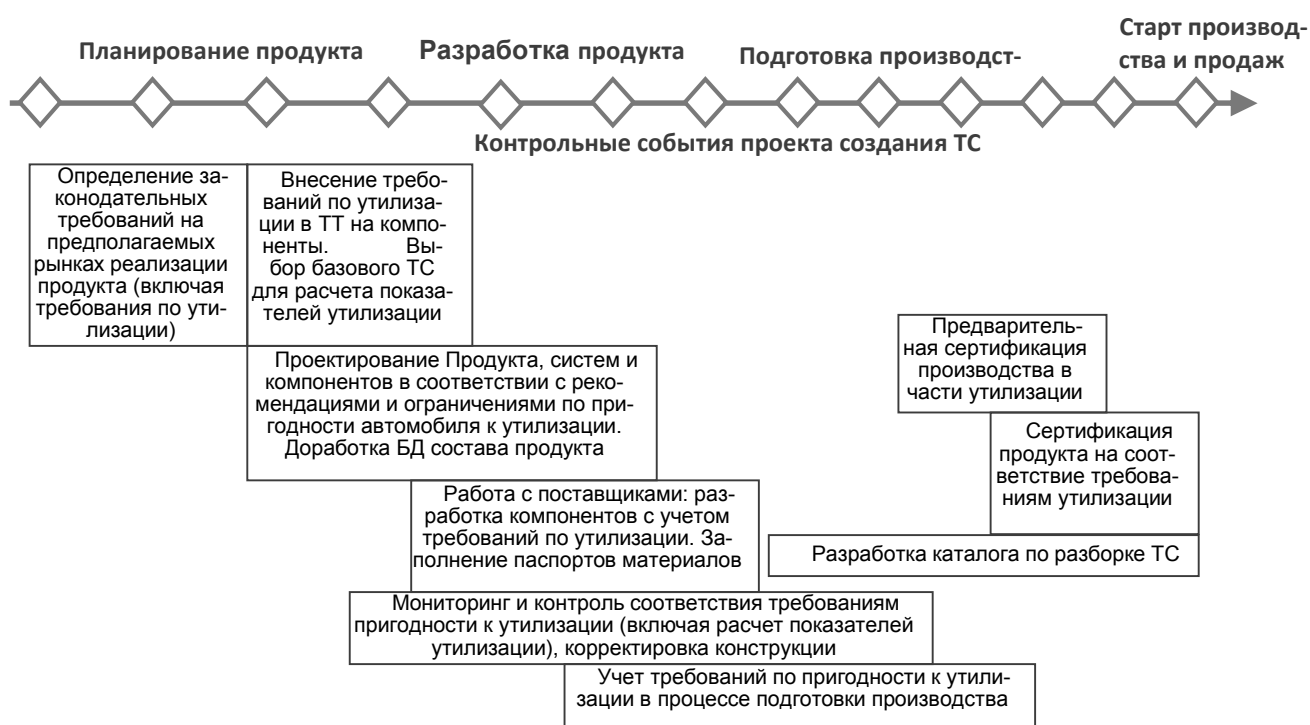 Планирование продукта
Разработка продукта
Подготовка производст-
Старт производ-
ства и продаж
Контрольные события проекта создания ТС
Определение за-
конодательных
требований на
предполагаемых
рынках реализации
продукта (включая
требования по ути-
лизации)
Внесение требо-
ваний по утилиза-
ции в ТТ на компо-
ненты. Вы-
бор базового ТС
для расчета показа-
телей утилизации
Проектирование Продукта, систем и
компонентов в соответствии с реко-
мендациями и ограничениями по при-
годности автомобиля к утилизации.
Доработка БД состава продукта
Предваритель-
ная сертификация
производства в
части утилизации
Сертификация
продукта на соот-
ветствие требова-
ниям утилизации
Работа с поставщиками: раз-
работка компонентов с учетом
требований по утилизации. За-
полнение паспортов материалов
Разработка каталога по разборке ТС
Мониторинг и контроль соответствия требованиям
пригодности к утилизации (включая расчет показателей
утилизации), корректировка конструкции
Учет требований по пригодности к ути-
лизации в процессе подготовки производства